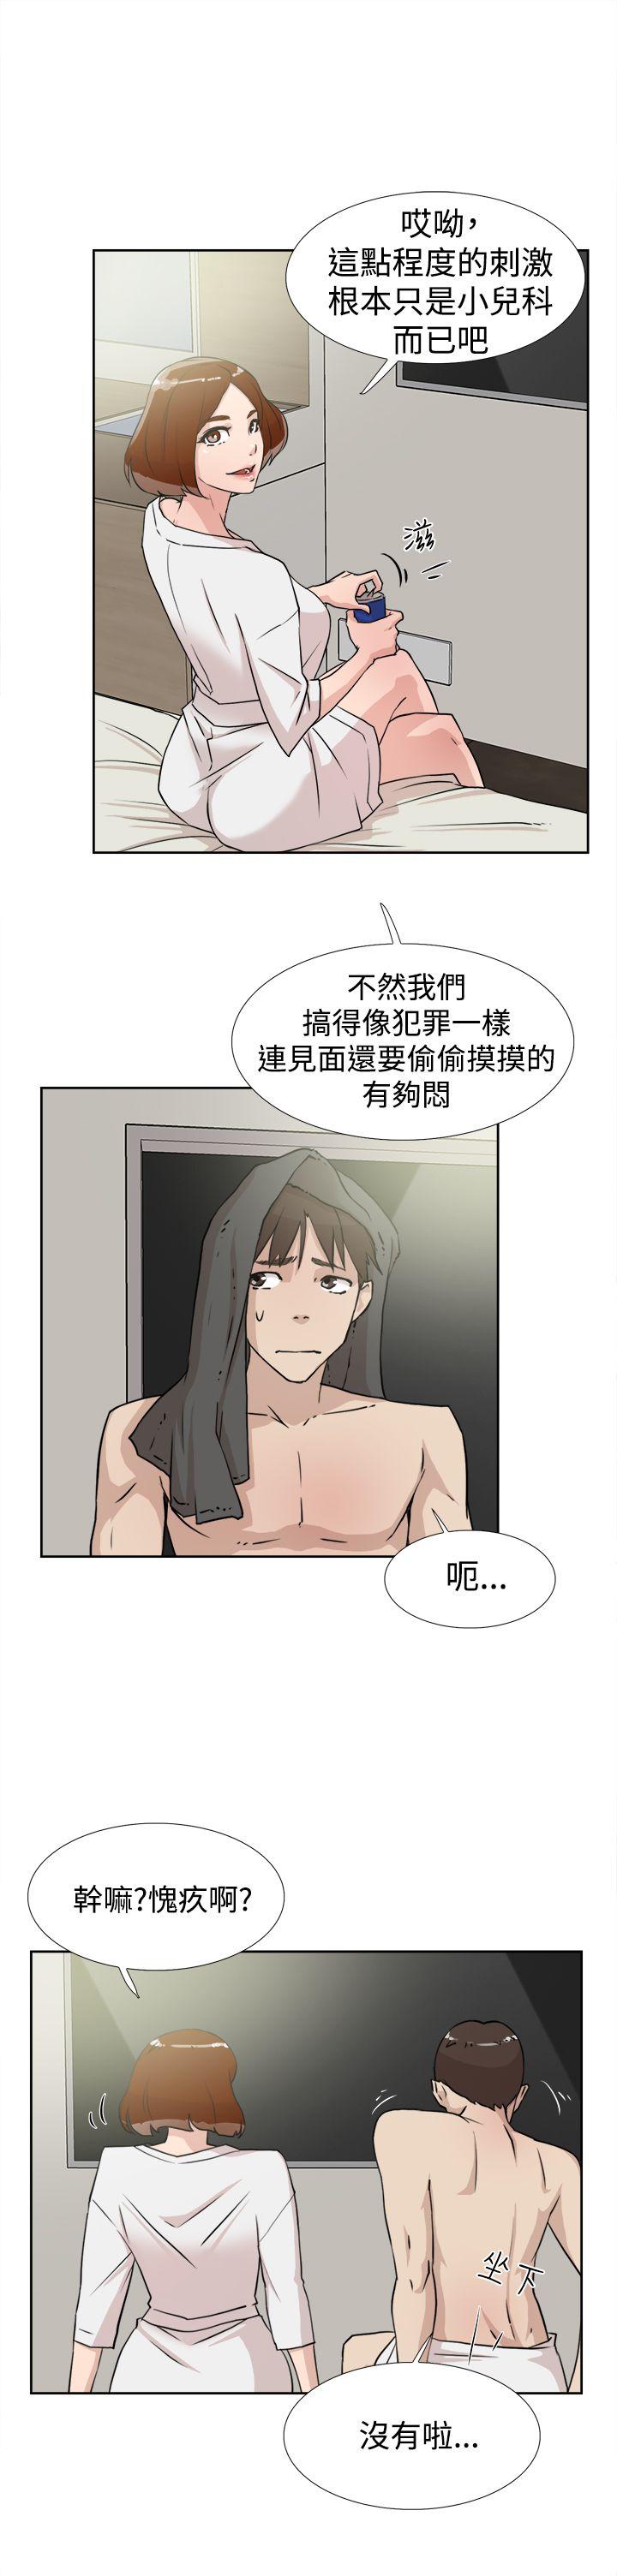 哎呦，
這點程度的刺激
根本只是小兒科
而已吧
滋
不然我們
搞得像犯罪一樣
連見面還要偷偷摸摸的
有夠悶
呃...
幹嘛?愧疚啊?
坐下
沒有啦...